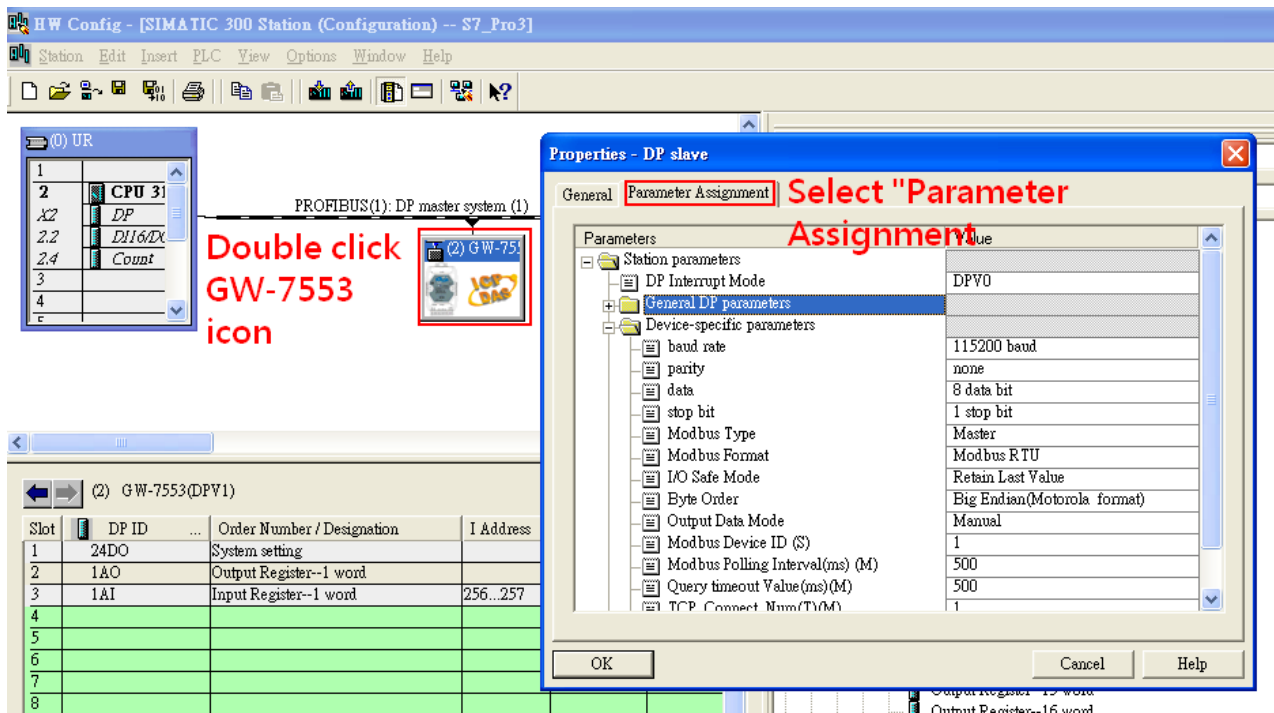 HW Config - [SIMATIC 300 Station (Configuration) -- S7_Pro3]
Station Edit Insert PLC View Options Window Help
(0) UR
1
2 CPU 31
X2 DP
2.2 DI16/DO
2.4 Count
3
4
PROFIBUS(1): DP master system (1)
(2) GW-755
ICP
DAS
Double click
GW-7553
icon
Properties - DP slave
General Parameter Assignment
Select "Parameter
Assignment
Parameters Value
Station parameters
DP Interrupt Mode DPV0
General DP parameters
Device-specific parameters
baud rate 115200 baud
parity none
data 8 data bit
stop bit 1 stop bit
Modbus Type Master
Modbus Format Modbus RTU
I/O Safe Mode Retain Last Value
Byte Order Big Endian(Motorola format)
Output Data Mode Manual
Modbus Device ID (S) 1
Modbus Polling Interval(ms) (M) 500
Query timeout Value(ms)(M) 500
TCP_Connect_Num(T)(M) 1
OK Cancel Help
(2) GW-7553(DPV1)
Slot DP ID ... Order Number / Designation I Address
1 24DO System setting
2 1AO Output Register--1 word
3 1AI Input Register--1 word 256...257
4
5
6
7
8
Output Register--15 word
Output Register--16 word